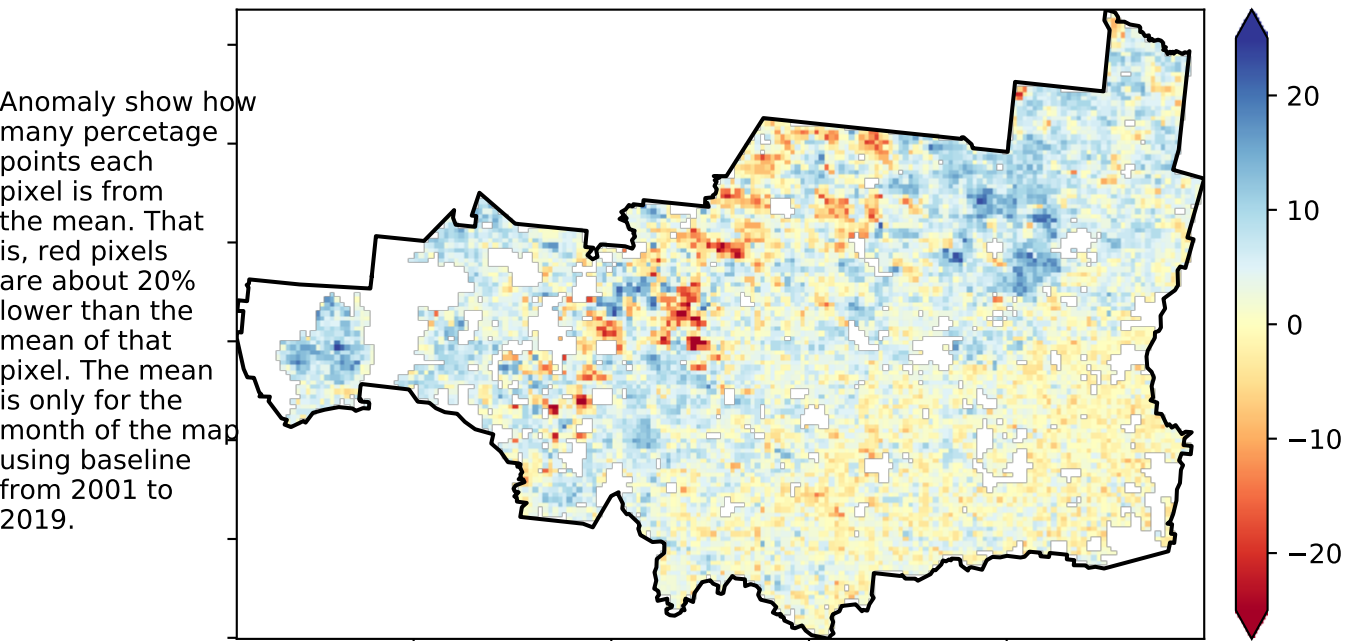 Anomaly show how
many percetage
points each
pixel is from
the mean. That
is, red pixels
are about 20%
lower than the
mean of that
pixel. The mean
is only for the
month of the map
using baseline
from 2001 to
2019.
20
10
0
−10
−20